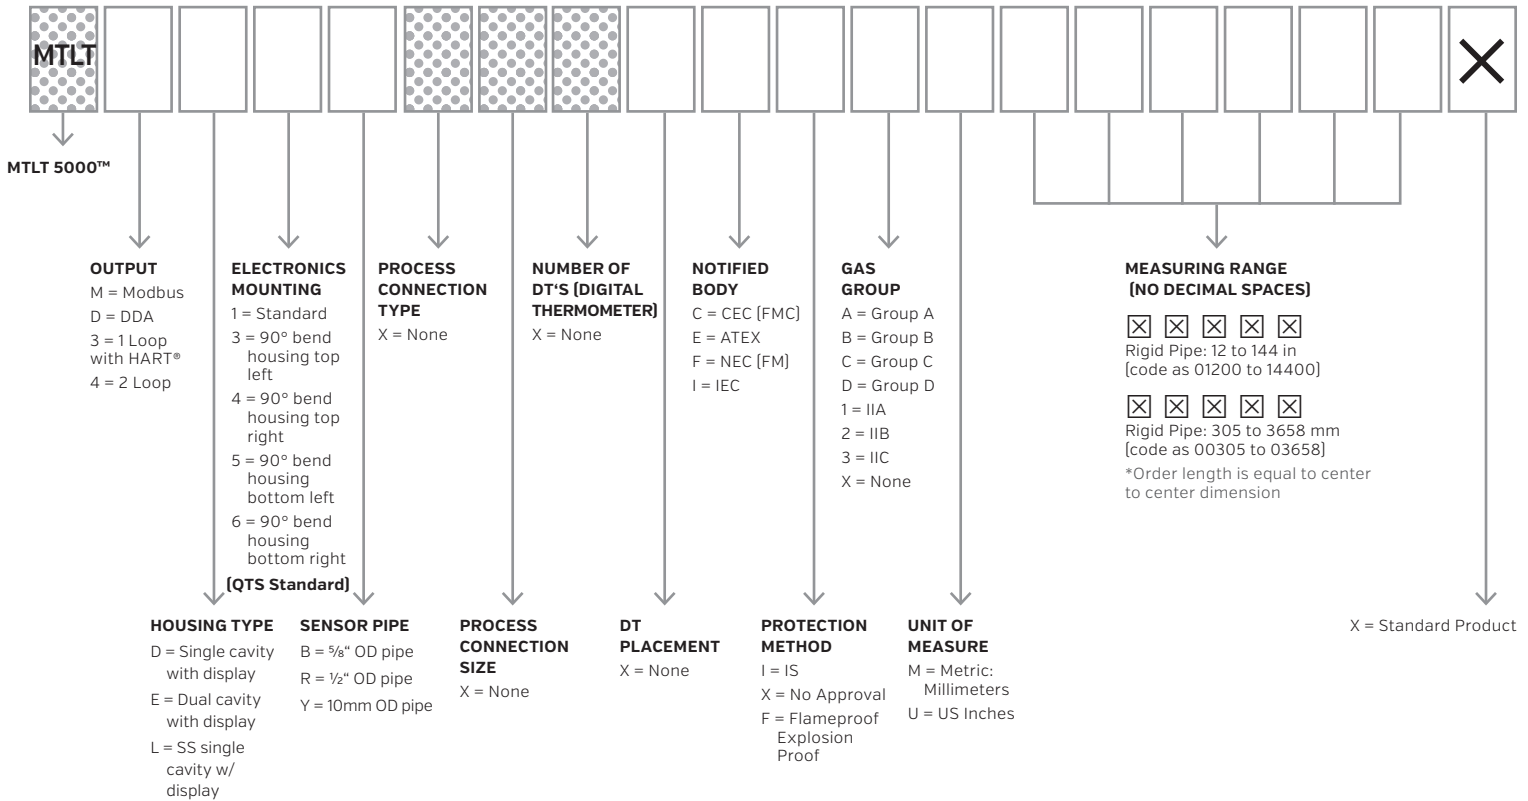 MTLT
MTLT 5000™
OUTPUT
M = Modbus
D = DDA
3 = 1 Loop
with HART®
4 = 2 Loop
ELECTRONICS
MOUNTING
1 = Standard
3 = 90° bend
housing top
left
4 = 90° bend
housing top
right
5 = 90° bend
housing
bottom left
6 = 90° bend
housing
bottom right
(QTS Standard)
PROCESS
CONNECTION
TYPE
X = None
NUMBER OF
DT'S (DIGITAL
THERMOMETER)
X = None
NOTIFIED
BODY
C = CEC (FMC)
E = ATEX
F = NEC (FM)
I = IEC
GAS
GROUP
A = Group A
B = Group B
C = Group C
D = Group D
1 = IIA
2 = IIB
3 = IIC
X = None
MEASURING RANGE
(NO DECIMAL SPACES)
Rigid Pipe: 12 to 144 in
(code as 01200 to 14400)
Rigid Pipe: 305 to 3658 mm
(code as 00305 to 03658)
*Order length is equal to center
to center dimension
HOUSING TYPE
D = Single cavity
with display
E = Dual cavity
with display
L = SS single
cavity w/
display
SENSOR PIPE
B = ⅝“ OD pipe
R = ½“ OD pipe
Y = 10mm OD pipe
PROCESS
CONNECTION
SIZE
X = None
DT
PLACEMENT
X = None
PROTECTION
METHOD
I = IS
X = No Approval
F = Flameproof
Explosion
Proof
UNIT OF
MEASURE
M = Metric:
Millimeters
U = US Inches
X = Standard Product